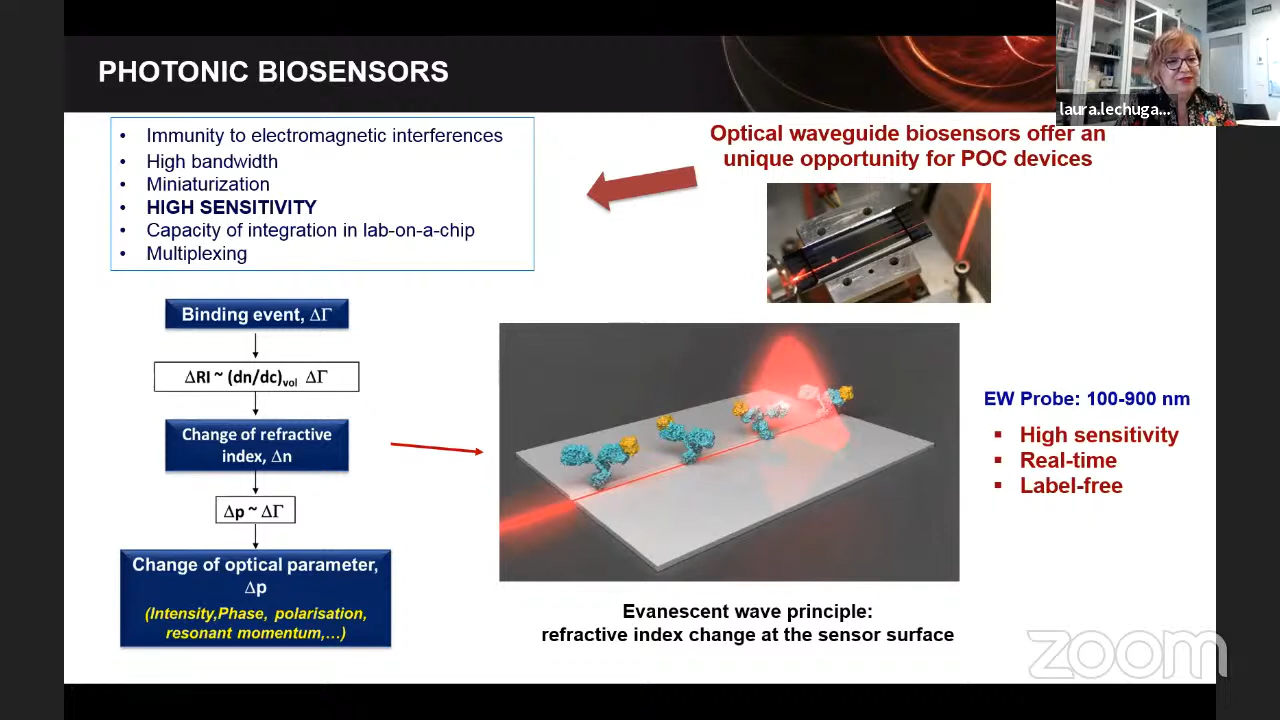 PHOTONIC BIOSENSORS
laura.lechuga...
• Immunity to electromagnetic interferences
• High bandwidth
• Miniaturization
• HIGH SENSITIVITY
• Capacity of integration in lab-on-a-chip
• Multiplexing
Optical waveguide biosensors offer an
unique opportunity for POC devices
Binding event, ΔΓ
ΔRI ~ (dn/dc)vol ΔΓ
Change of refractive
index, Δn
Δp ~ ΔΓ
Change of optical parameter,
Δp
(Intensity,Phase, polarisation,
resonant momentum,...)
EW Probe: 100-900 nm
▪ High sensitivity
▪ Real-time
▪ Label-free
Evanescent wave principle:
refractive index change at the sensor surface
zoom